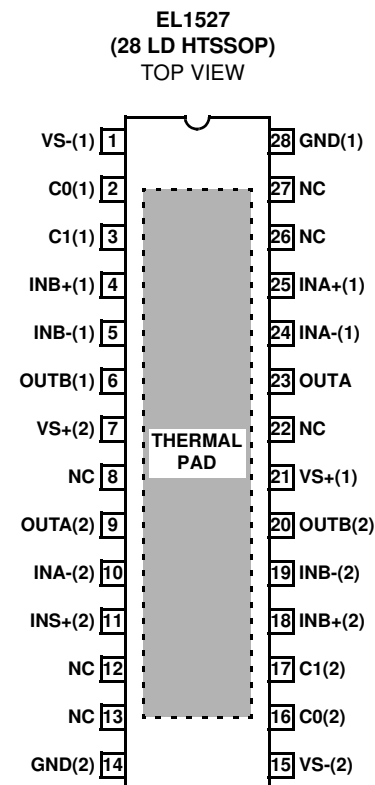 EL1527
(28 LD HTSSOP)
TOP VIEW
VS-(1) 1 28 GND(1)
C0(1) 2 27 NC
C1(1) 3 26 NC
INB+(1) 4 25 INA+(1)
INB-(1) 5 24 INA-(1)
OUTB(1) 6 23 OUTA
VS+(2) 7 22 NC
THERMAL
PAD
NC 8 21 VS+(1)
OUTA(2) 9 20 OUTB(2)
INA-(2) 10 19 INB-(2)
INS+(2) 11 18 INB+(2)
NC 12 17 C1(2)
NC 13 16 C0(2)
GND(2) 14 15 VS-(2)